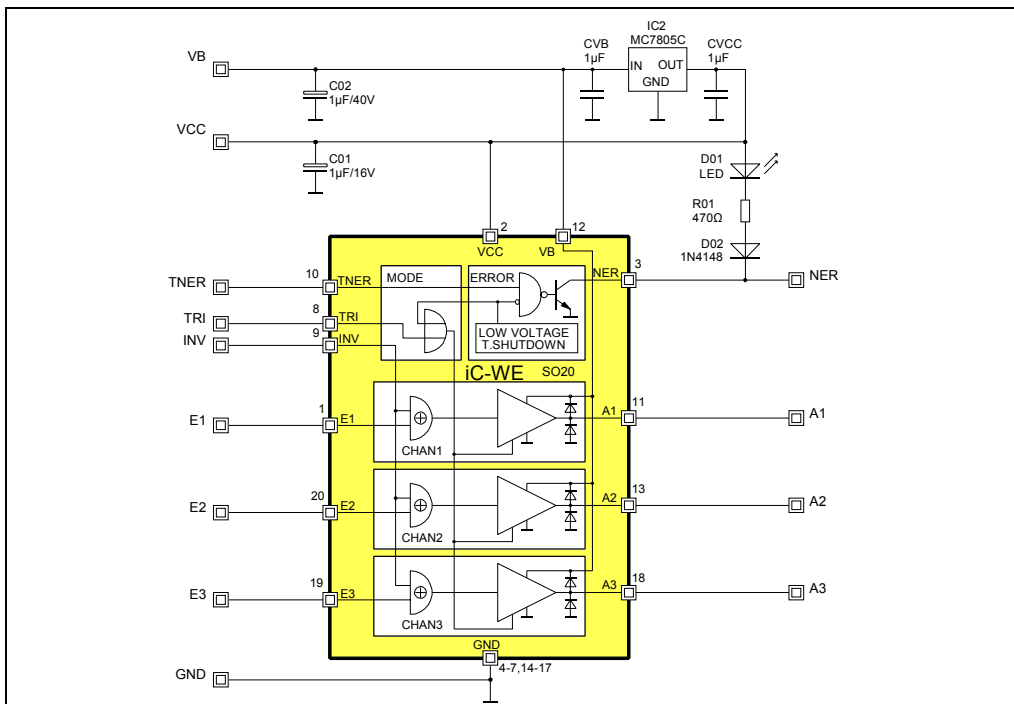 VB
C02
1µF/40V
CVB
1µF
IC2
MC7805C
IN OUT
GND
CVCC
1µF
VCC
C01
1µF/16V
D01
LED
R01
470Ω
D02
1N4148
2
VCC
12
VB
TNER
10
TNER
MODE
ERROR
NER
3
NER
TRI
8
TRI
INV
9
INV
LOW VOLTAGE
T.SHUTDOWN
iC-WE SO20
E1
1
E1
CHAN1
A1
11
A1
E2
20
E2
CHAN2
A2
13
A2
E3
19
E3
CHAN3
A3
18
A3
GND
4-7,14-17
GND